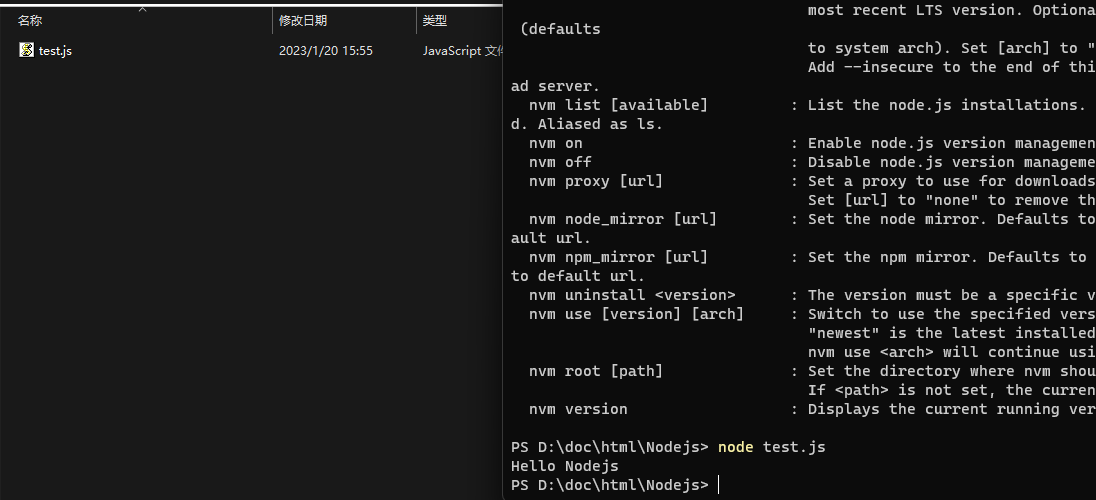 名称 修改日期 类型
test.js 2023/1/20 15:55 JavaScript 文件
most recent LTS version. Optiona
(defaults
to system arch). Set [arch] to "
Add --insecure to the end of thi
ad server.
nvm list [available] : List the node.js installations.
d. Aliased as ls.
nvm on : Enable node.js version managemen
nvm off : Disable node.js version manageme
nvm proxy [url] : Set a proxy to use for downloads
Set [url] to "none" to remove th
nvm node_mirror [url] : Set the node mirror. Defaults to
ault url.
nvm npm_mirror [url] : Set the npm mirror. Defaults to
to default url.
nvm uninstall <version> : The version must be a specific v
nvm use [version] [arch] : Switch to use the specified vers
"newest" is the latest installed
nvm use <arch> will continue usi
nvm root [path] : Set the directory where nvm shou
If <path> is not set, the curren
nvm version : Displays the current running ver
PS D:\doc\html\Nodejs> node test.js
Hello Nodejs
PS D:\doc\html\Nodejs>